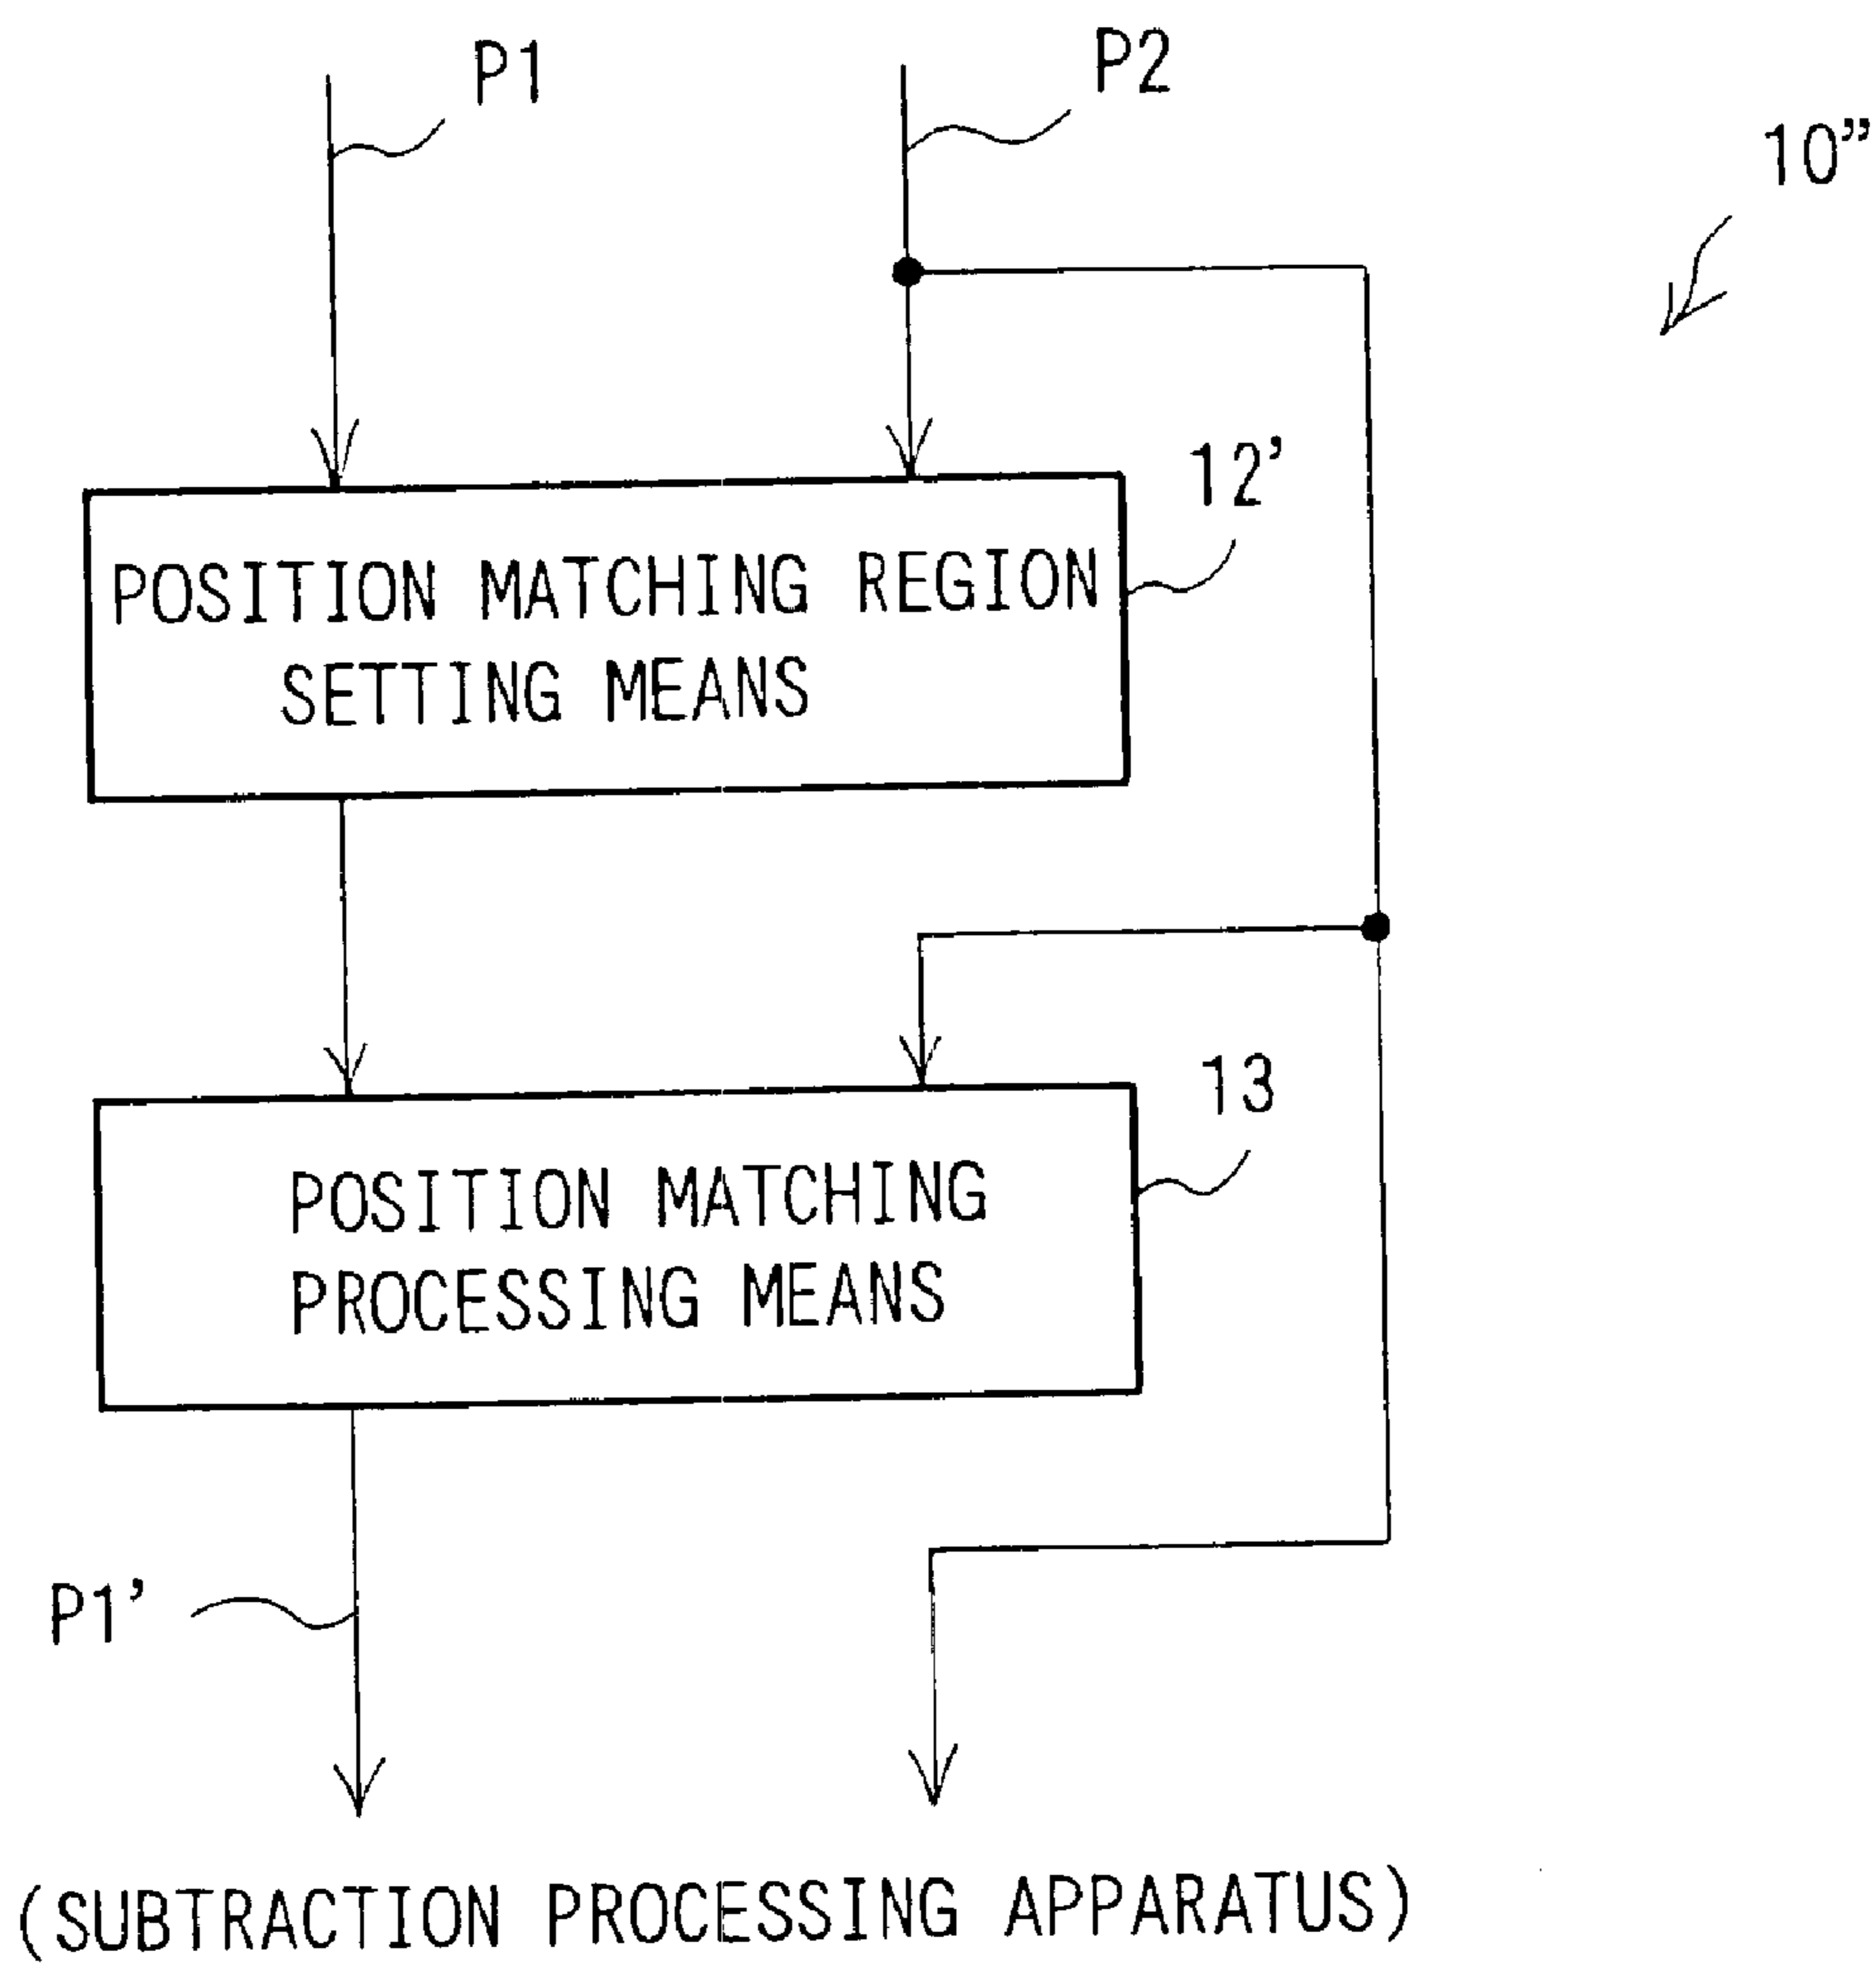 P1
P2
10”
12’
POSITION MATCHING REGION
SETTING MEANS
13
POSITION MATCHING
PROCESSING MEANS
P1’
(SUBTRACTION PROCESSING APPARATUS)